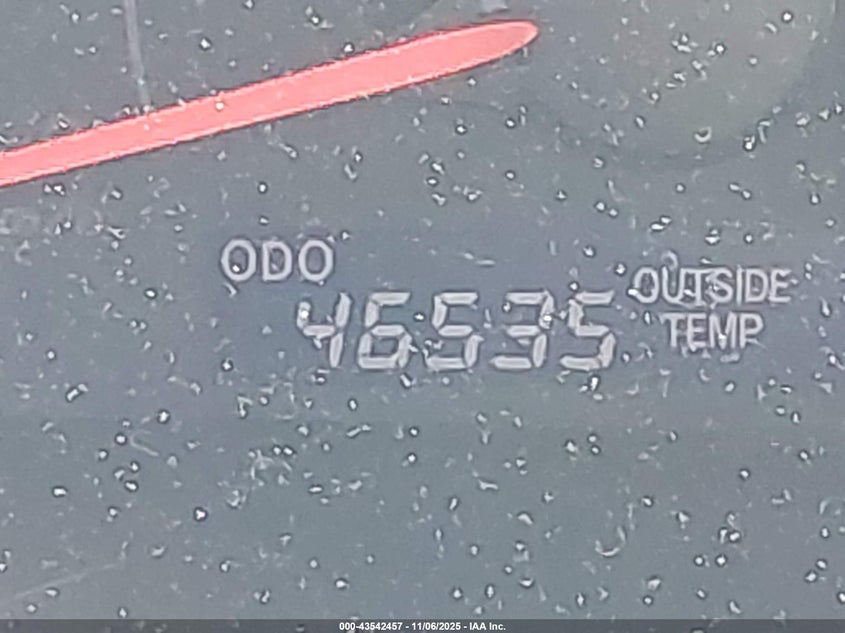 ODO
46535
OUTSIDE
TEMP
000-43542457 - 11/06/2025 - IAA Inc.